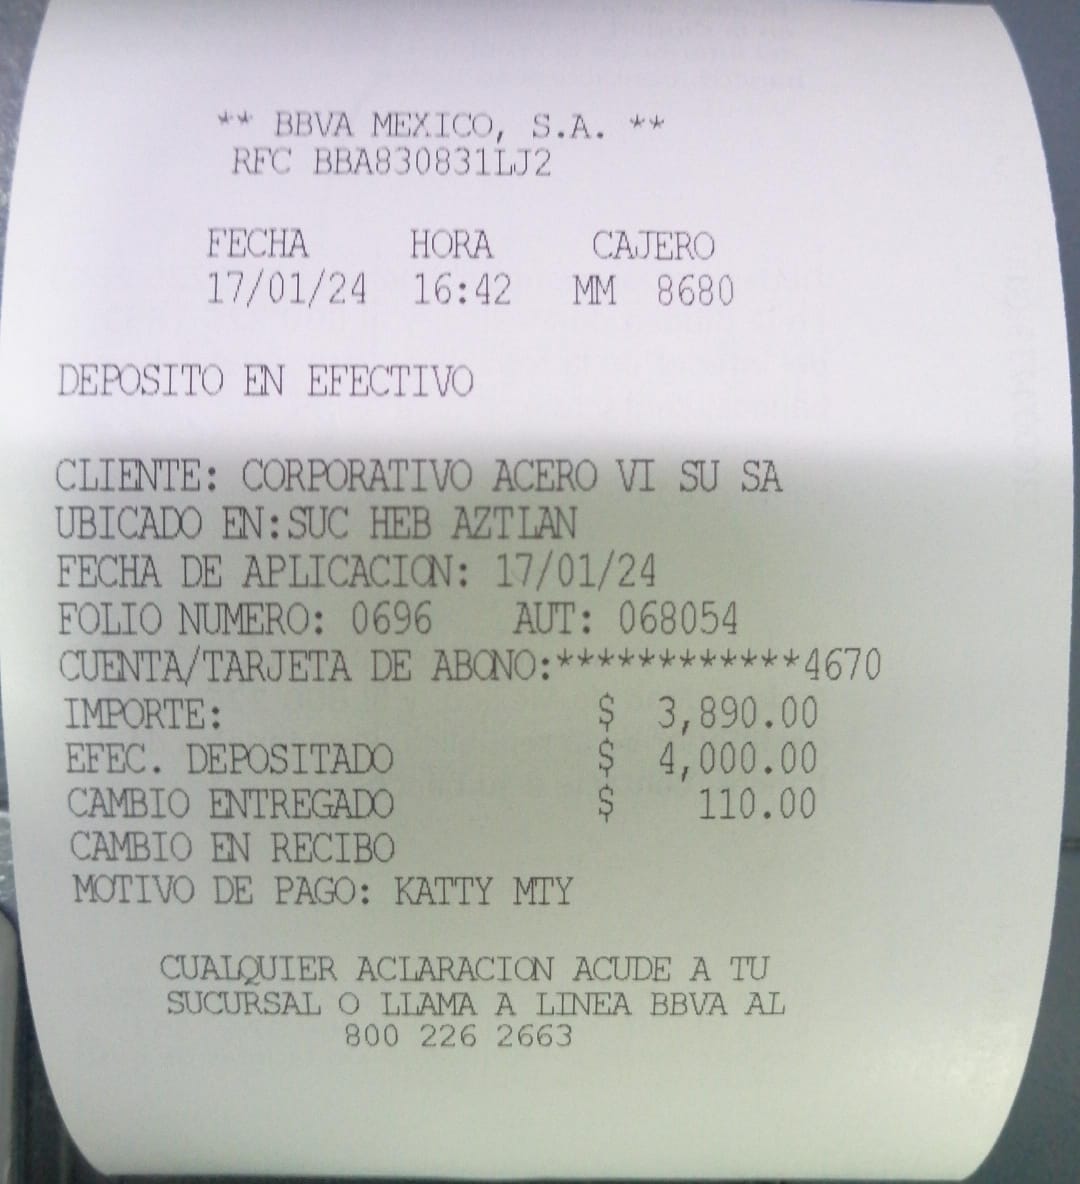 ** BBVA MEXICO, S.A. **
RFC BBA830831LJ2
FECHA HORA CAJERO
17/01/24 16:42 MM 8680
DEPOSITO EN EFECTIVO
CLIENTE: CORPORATIVO ACERO VI SU SA
UBICADO EN:SUC HEB AZTLAN
FECHA DE APLICACION: 17/01/24
FOLIO NUMERO: 0696 AUT: 068054
CUENTA/TARJETA DE ABONO:************4670
IMPORTE: $ 3,890.00
EFEC. DEPOSITADO $ 4,000.00
CAMBIO ENTREGADO $ 110.00
CAMBIO EN RECIBO
MOTIVO DE PAGO: KATTY MTY
CUALQUIER ACLARACION ACUDE A TU
SUCURSAL O LLAMA A LINEA BBVA AL
800 226 2663